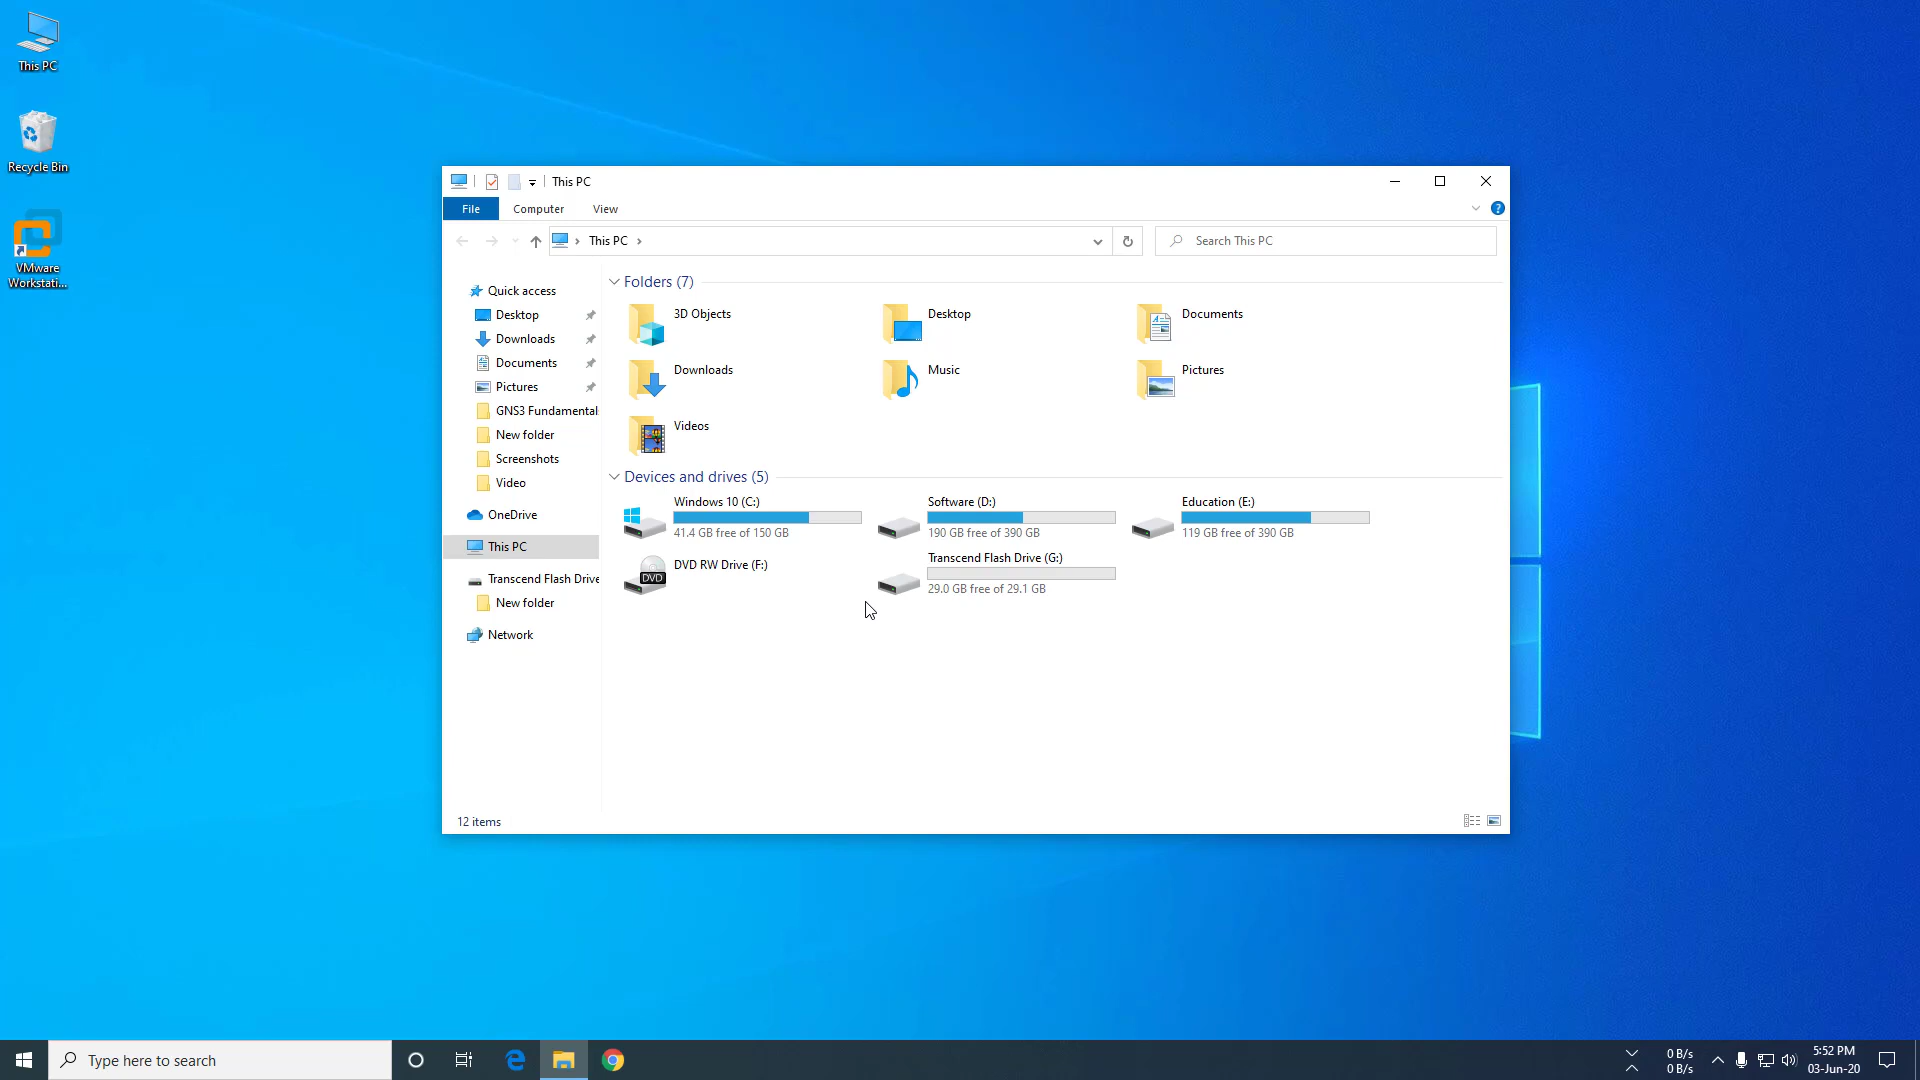 This PC
Recycle Bin
VMware
Workstati...
This PC
File
Computer
View
This PC
Search This PC
Quick access
Desktop
Downloads
Documents
Pictures
GNS3 Fundamental
New folder
Screenshots
Video
OneDrive
This PC
Transcend Flash Drive
New folder
Network
Folders (7)
3D Objects
Desktop
Documents
Downloads
Music
Pictures
Videos
Devices and drives (5)
Windows 10 (C:)
41.4 GB free of 150 GB
Software (D:)
190 GB free of 390 GB
Education (E:)
119 GB free of 390 GB
DVD
DVD RW Drive (F:)
Transcend Flash Drive (G:)
29.0 GB free of 29.1 GB
12 items
Type here to search
0 B/s
0 B/s
5:52 PM
03-Jun-20